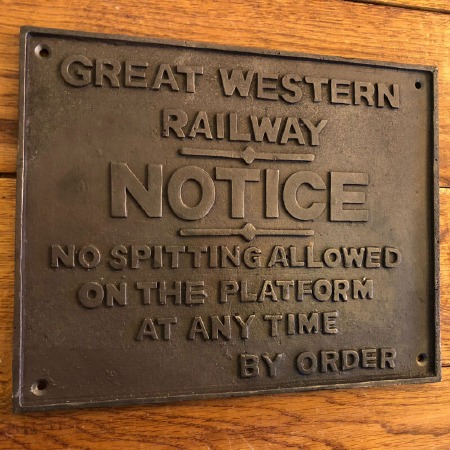 GREAT WESTERN
RAILWAY
NOTICE
NO SPITTING ALLOWED
ON THE PLATFORM
AT ANY TIME
BY ORDER